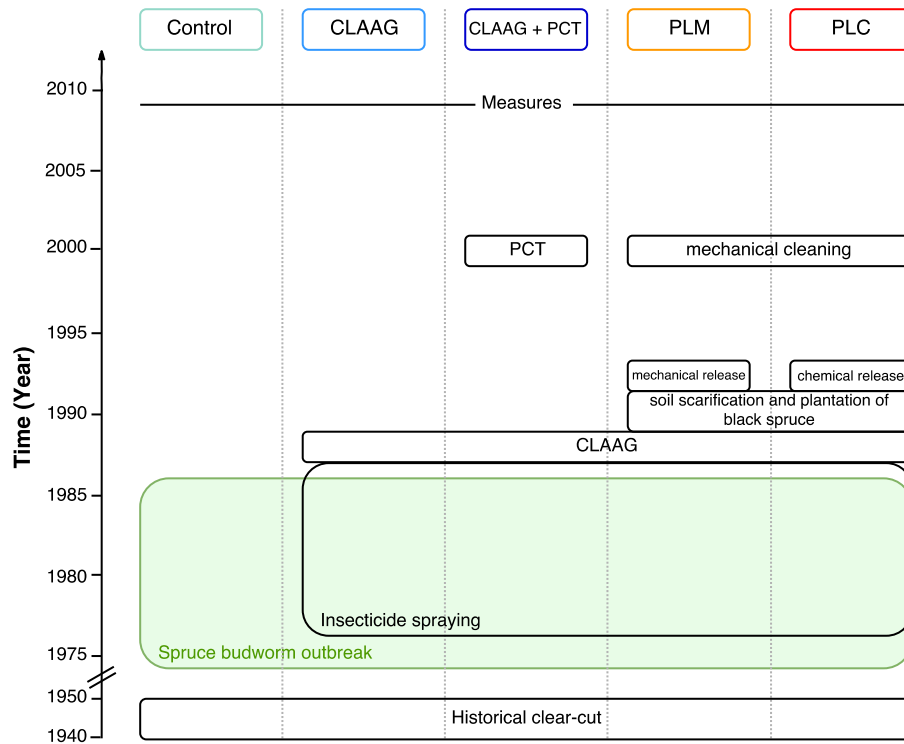 Control
CLAAG
CLAAG + PCT
PLM
PLC
2010
Measures
2005
2000
PCT
mechanical cleaning
1995
mechanical release
chemical release
1990
soil scarification and plantation of
black spruce
CLAAG
1985
1980
Insecticide spraying
Spruce budworm outbreak
1975
1950
Historical clear-cut
1940
Time (Year)